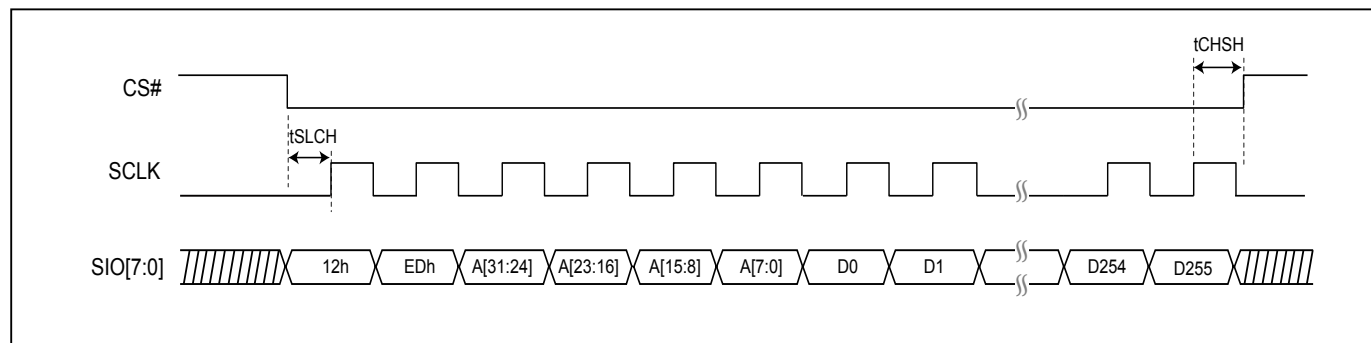 tCHSH
CS#
tSLCH
SCLK
SIO[7:0] 12h EDh A[31:24] A[23:16] A[15:8] A[7:0] D0 D1 D254 D255